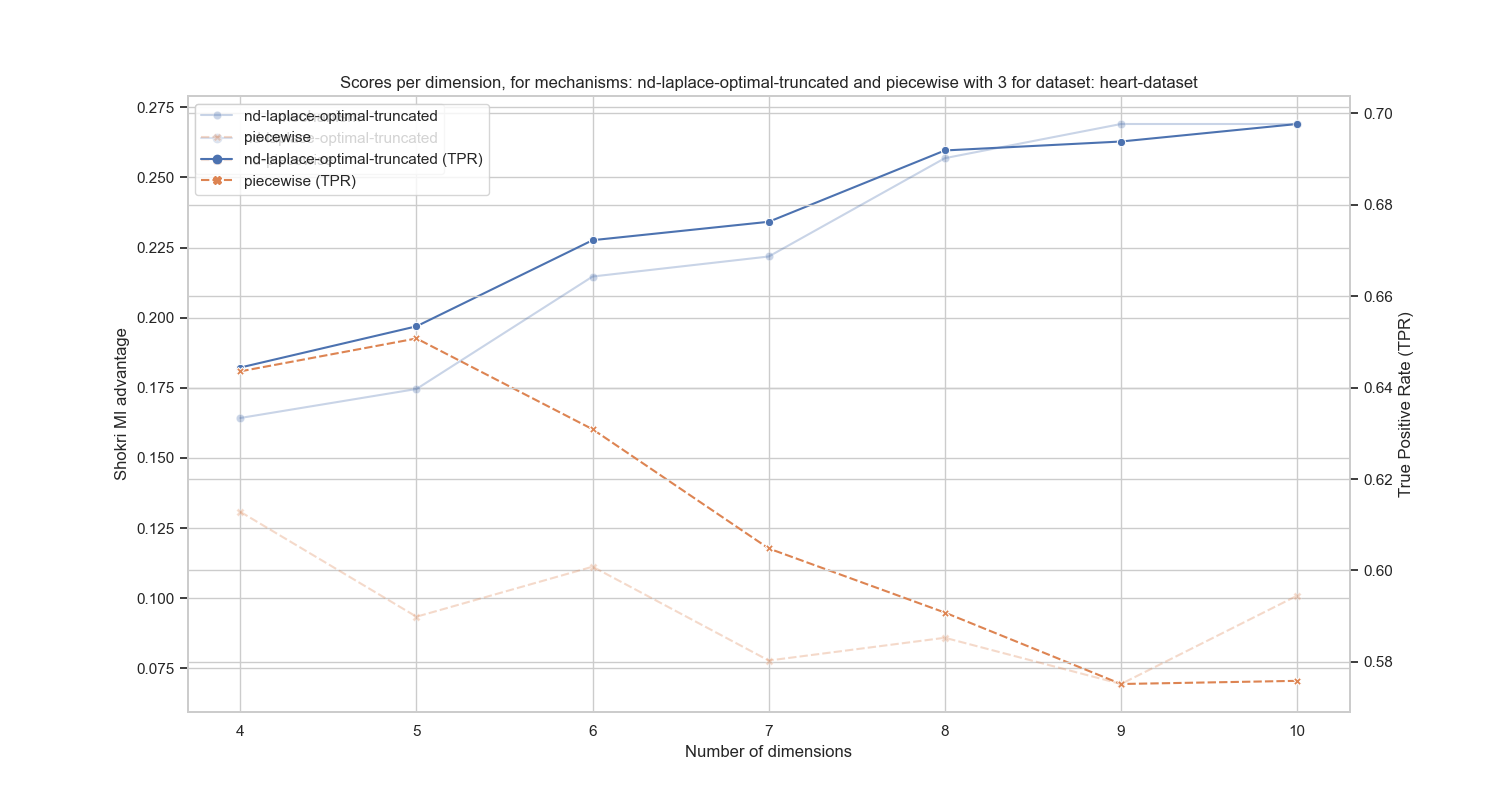 Scores per dimension, for mechanisms: nd-laplace-optimal-truncated and piecewise with 3 for dataset: heart-dataset
nd-laplace-optimal-truncated
piecewise
nd-laplace-optimal-truncated (TPR)
piecewise (TPR)
0.275
0.250
0.225
0.200
0.175
0.150
0.125
0.100
0.075
Shokri MI advantage
0.70
0.68
0.66
0.64
0.62
0.60
0.58
True Positive Rate (TPR)
4 5 6 7 8 9 10
Number of dimensions